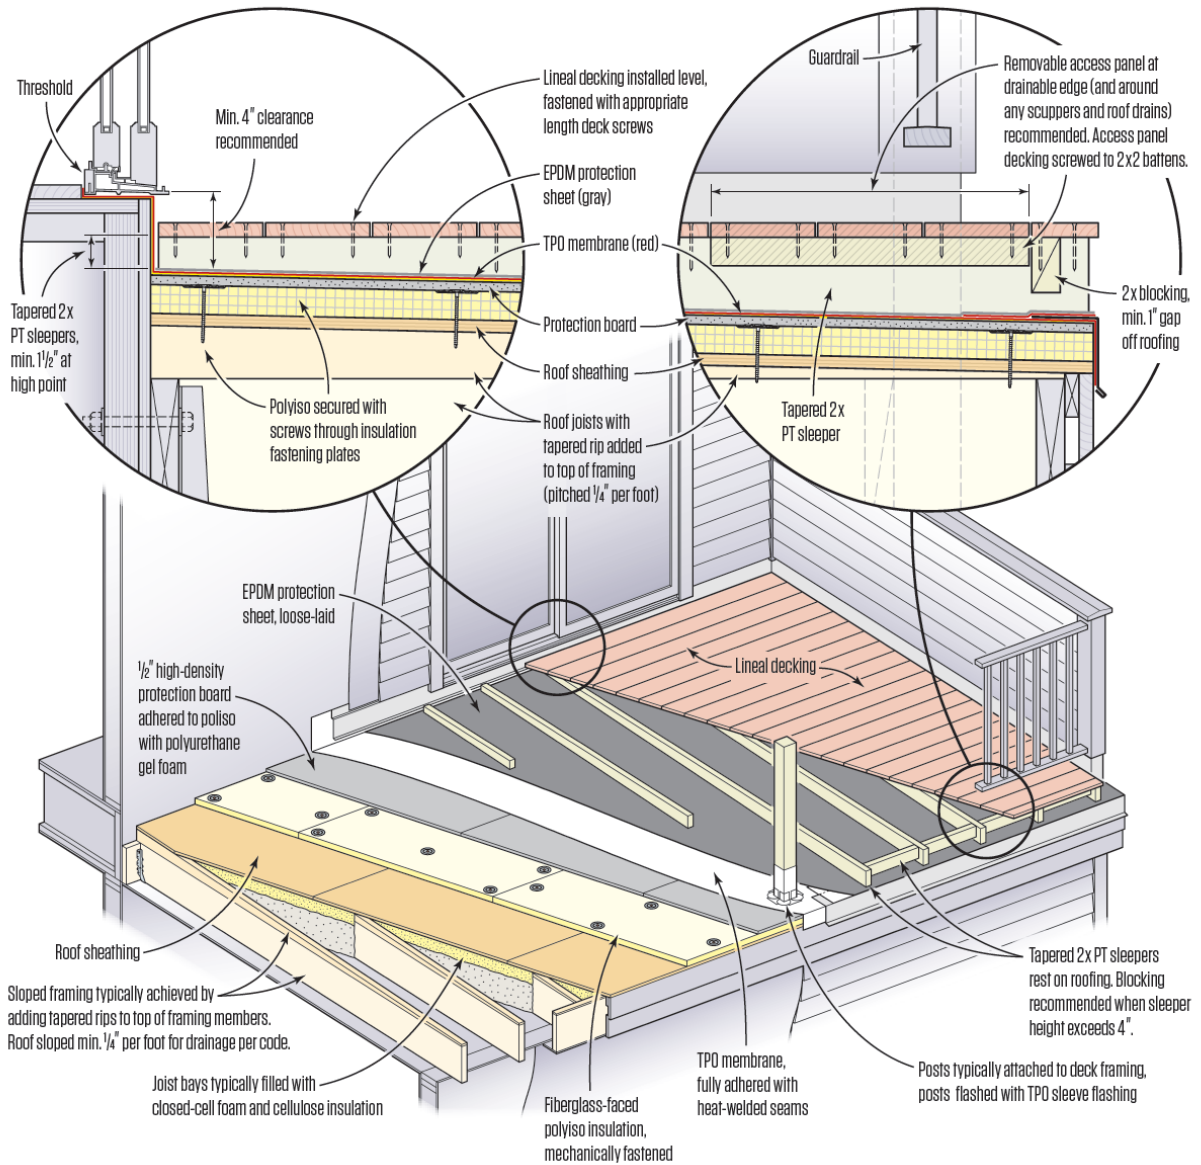 Threshold
Min. 4" clearance
recommended
Tapered 2x
PT sleepers,
min. 1 1/2" at
high point
Polyiso secured with
screws through insulation
fastening plates
Lineal decking installed level,
fastened with appropriate
length deck screws
EPDM protection
sheet (gray)
TPO membrane (red)
Protection board
Roof sheathing
Roof joists with
tapered rip added
to top of framing
(pitched 1/4" per foot)
Guardrail
Removable access panel at
drainable edge (and around
any scuppers and roof drains)
recommended. Access panel
decking screwed to 2x2 battens.
2x blocking,
min. 1" gap
off roofing
Tapered 2x
PT sleeper
EPDM protection
sheet, loose-laid
1/2" high-density
protection board
adhered to poliso
with polyurethane
gel foam
Lineal decking
Roof sheathing
Sloped framing typically achieved by
adding tapered rips to top of framing members.
Roof sloped min. 1/4" per foot for drainage per code.
Joist bays typically filled with
closed-cell foam and cellulose insulation
Fiberglass-faced
polyiso insulation,
mechanically fastened
TPO membrane,
fully adhered with
heat-welded seams
Posts typically attached to deck framing,
posts flashed with TPO sleeve flashing
Tapered 2x PT sleepers
rest on roofing. Blocking
recommended when sleeper
height exceeds 4".